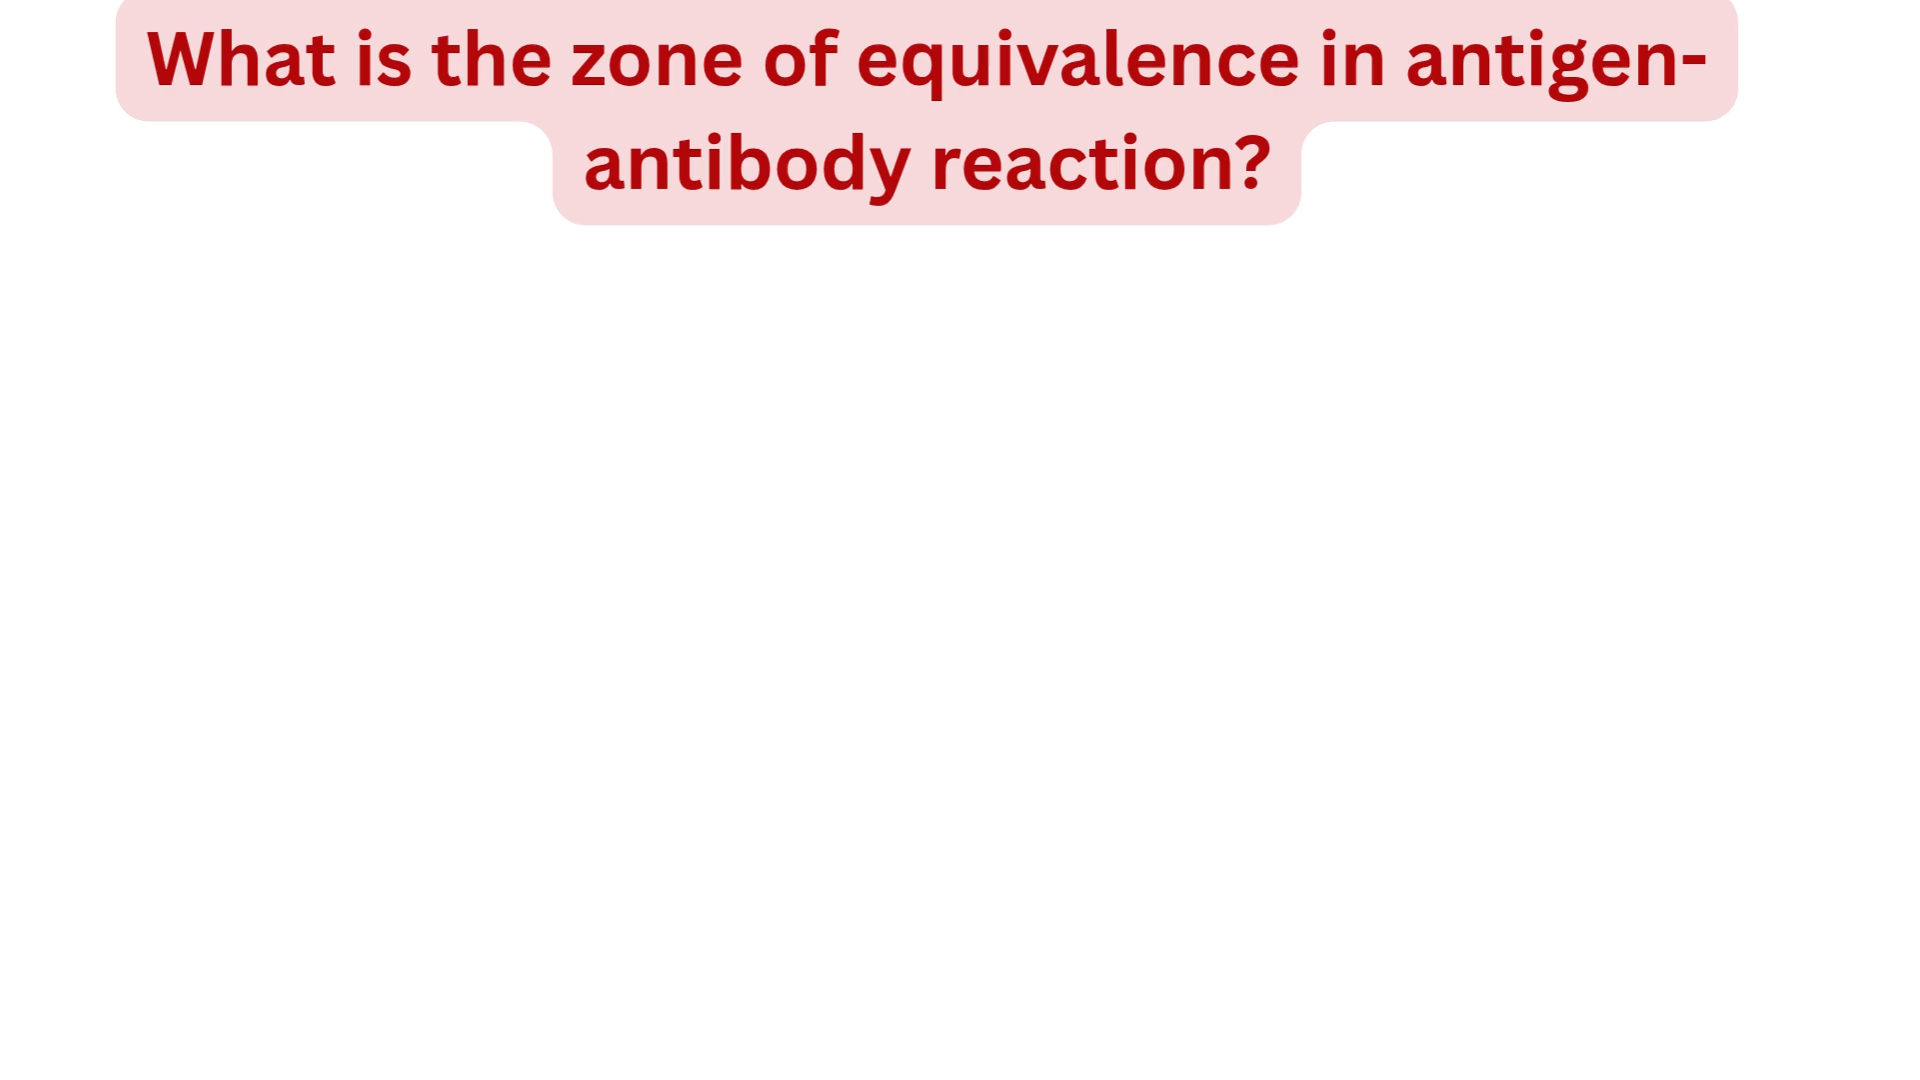 What is the zone of equivalence in antigen-
antibody reaction?